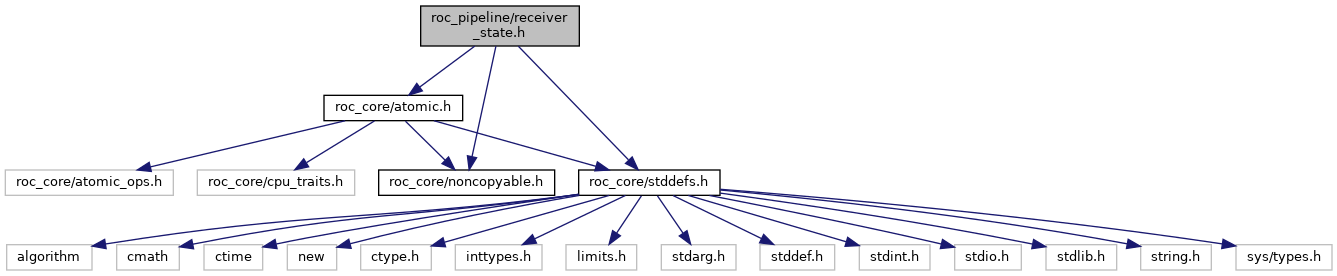 roc_pipeline/receiver
_state.h
roc_core/atomic.h
roc_core/atomic_ops.h
roc_core/cpu_traits.h
roc_core/noncopyable.h
roc_core/stddefs.h
algorithm
cmath
ctime
new
ctype.h
inttypes.h
limits.h
stdarg.h
stddef.h
stdint.h
stdio.h
stdlib.h
string.h
sys/types.h